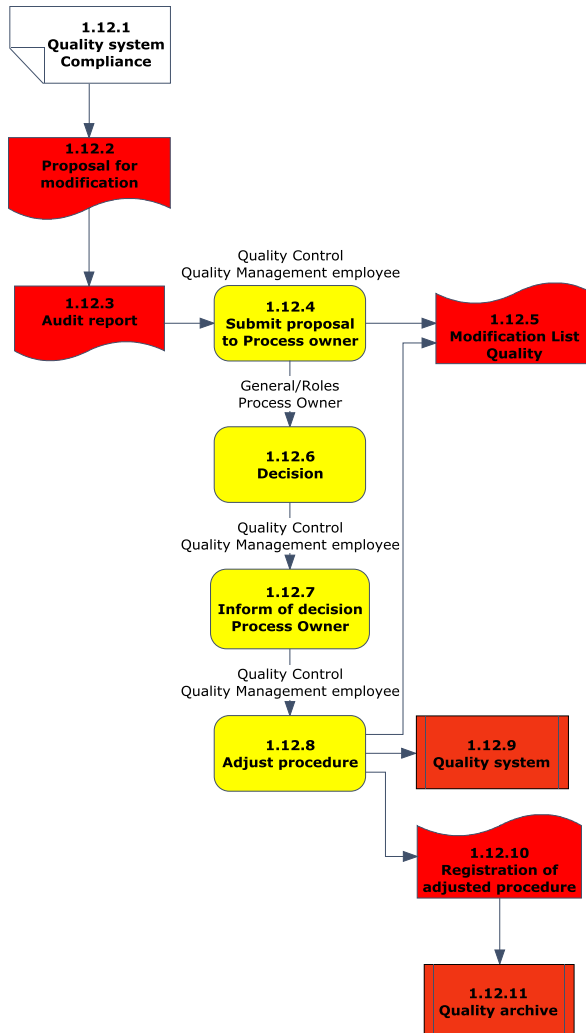 1.12.1
Quality system
Compliance
1.12.2
Proposal for
modification
Quality Control
Quality Management employee
1.12.3
Audit report
1.12.4
Submit proposal
to Process owner
1.12.5
Modification List
Quality
General/Roles
Process Owner
1.12.6
Decision
Quality Control
Quality Management employee
1.12.7
Inform of decision
Process Owner
Quality Control
Quality Management employee
1.12.8
Adjust procedure
1.12.9
Quality system
1.12.10
Registration of
adjusted procedure
1.12.11
Quality archive